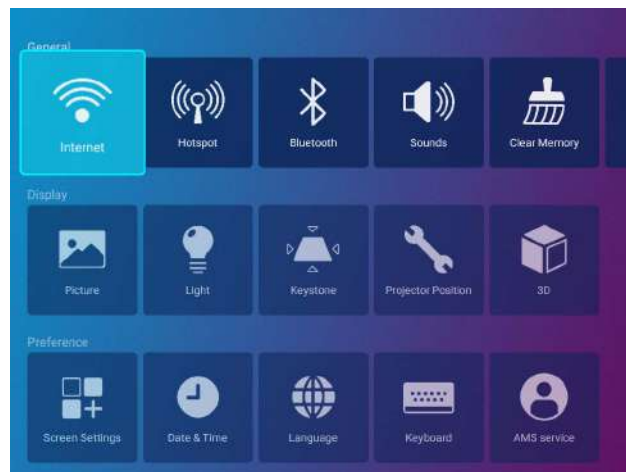 General
Internet
Hotspot
Bluetooth
Sounds
Clear Memory
Display
Picture
Light
Keystone
Projector Position
3D
Preference
Screen Settings
Date & Time
Language
Keyboard
AMS service